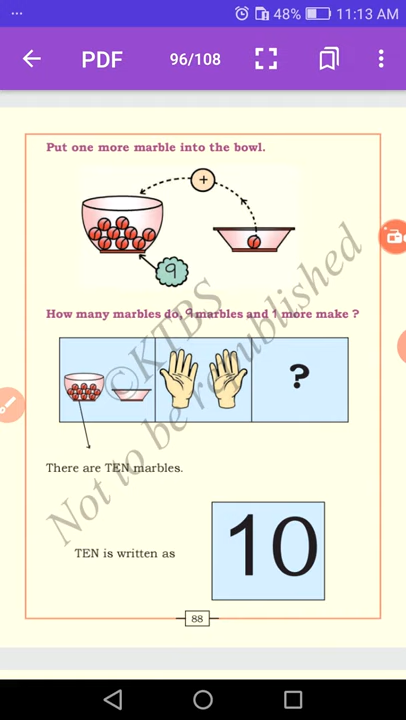 ... 48% 11:13 AM
PDF 96/108
Put one more marble into the bowl.
+
9
How many marbles do, 9 marbles and 1 more make ?
?
©KTBS
Not to be republished
There are TEN marbles.
TEN is written as
10
88